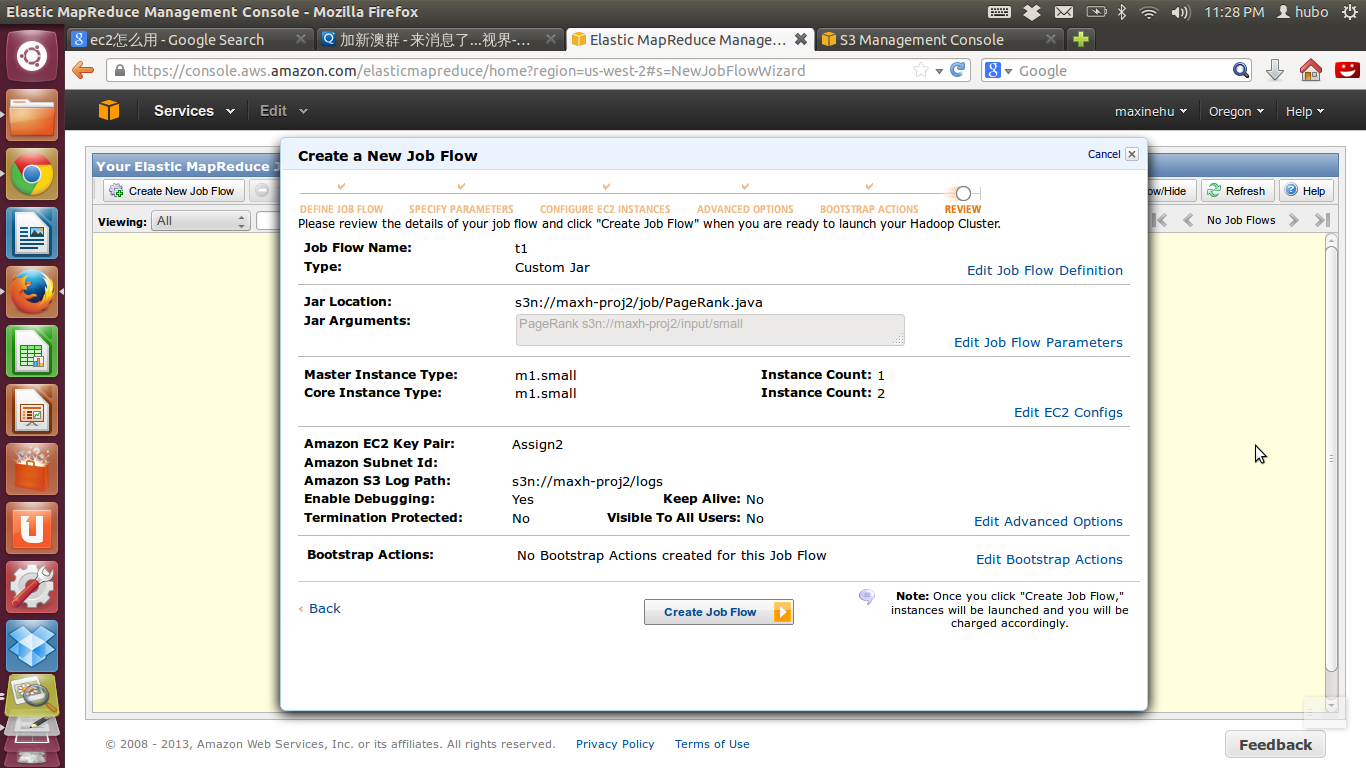 Elastic MapReduce Management Console - Mozilla Firefox
11:28 PM hubo
ec2怎么用 - Google Search
加新澳群 - 来消息了...视界-...
Elastic MapReduce Manage...
S3 Management Console
https://console.aws.amazon.com/elasticmapreduce/home?region=us-west-2#s=NewJobFlowWizard
Google
Services Edit maxinehu Oregon Help
Your Elastic MapReduce J
Create New Job Flow
ow/Hide Refresh Help
Viewing: All
No Job Flows
Create a New Job Flow
Cancel
DEFINE JOB FLOW SPECIFY PARAMETERS CONFIGURE EC2 INSTANCES ADVANCED OPTIONS BOOTSTRAP ACTIONS REVIEW
Please review the details of your job flow and click "Create Job Flow" when you are ready to launch your Hadoop Cluster.
Job Flow Name: t1
Type: Custom Jar
Edit Job Flow Definition
Jar Location: s3n://maxh-proj2/job/PageRank.java
Jar Arguments: PageRank s3n://maxh-proj2/input/small
Edit Job Flow Parameters
Master Instance Type: m1.small Instance Count: 1
Core Instance Type: m1.small Instance Count: 2
Edit EC2 Configs
Amazon EC2 Key Pair: Assign2
Amazon Subnet Id:
Amazon S3 Log Path: s3n://maxh-proj2/logs
Enable Debugging: Yes Keep Alive: No
Termination Protected: No Visible To All Users: No
Edit Advanced Options
Bootstrap Actions: No Bootstrap Actions created for this Job Flow
Edit Bootstrap Actions
‹ Back
Create Job Flow
Note: Once you click "Create Job Flow,"
instances will be launched and you will be
charged accordingly.
© 2008 - 2013, Amazon Web Services, Inc. or its affiliates. All rights reserved. Privacy Policy Terms of Use
Feedback